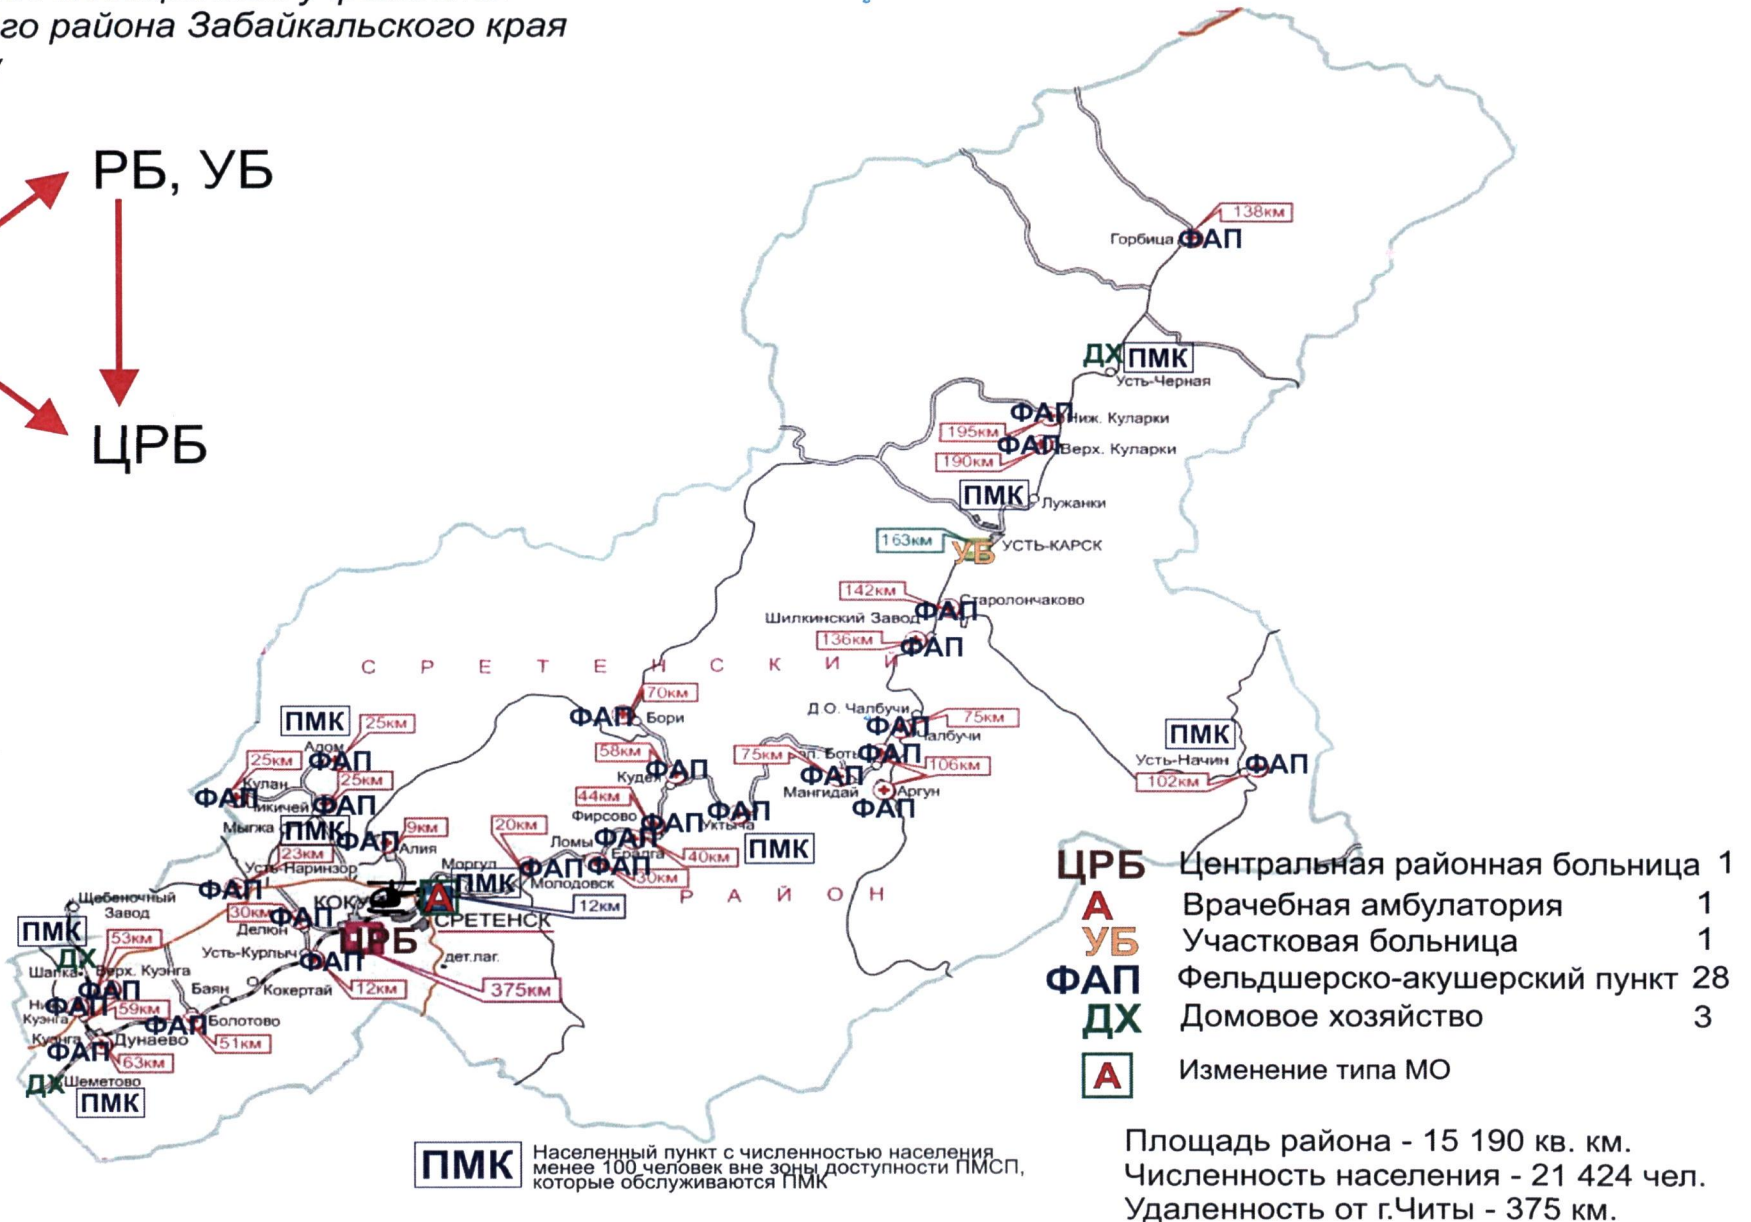 го района Забайкальского края
РБ, УБ
ЦРБ
138км
Горбица ФАП
ДХ ПМК
Усть-Черная
ФАП Ниж. Куларки
195км
ФАП Верх. Куларки
190км
ПМК Лужанки
163км
УБ УСТЬ-КАРСК
142км
ФАП Старолончаково
Шилкинский Завод
136км
ФАП
СРЕТЕНСКИЙ
70км
ФАП Бори
Д.О. Чалбучи
75км
ФАП Чалбучи
ПМК
25км
Адом
ФАП
25км
Кулан
25км
ФАП
Чикичей ФАП
58км
Кудея ФАП
75км
ФАП
106км
ФАП
Мангидай
Аргун
ФАП
ПМК
Усть-Начин
ФАП
102км
44км
Фирсово ФАП
ФАП
Уктыча
Мыгжа ПМК
ФАП
9км
Алия
20км
Ломы ФАП
Ералга
40км
ПМК
23км
Усть-Наринзор
ФАП
Моргул
ПМК
ФАП
Молодовск
ФАП
30км
РАЙОН
Щебеночный
Завод
30км
ФАП
Делюн
А
СРЕТЕНСК
12км
ПМК
53км
ДХ
Шапка
Верх. Куэнга
ФАП
Усть-Курлыч
ЦРБ
ФАП
дет.лаг.
Баян
Кокертай
12км
375км
ФАП
59км
Куэнга
ФАП
Болотово
51км
Куэнга
Дунаево
ФАП
63км
ДХ Шеметово
ПМК
ЦРБ Центральная районная больница 1
А Врачебная амбулатория 1
УБ Участковая больница 1
ФАП Фельдшерско-акушерский пункт 28
ДХ Домовое хозяйство 3
А Изменение типа МО
ПМК Населенный пункт с численностью населения
менее 100 человек вне зоны доступности ПМСП,
которые обслуживаются ПМК
Площадь района - 15 190 кв. км.
Численность населения - 21 424 чел.
Удаленность от г.Читы - 375 км.